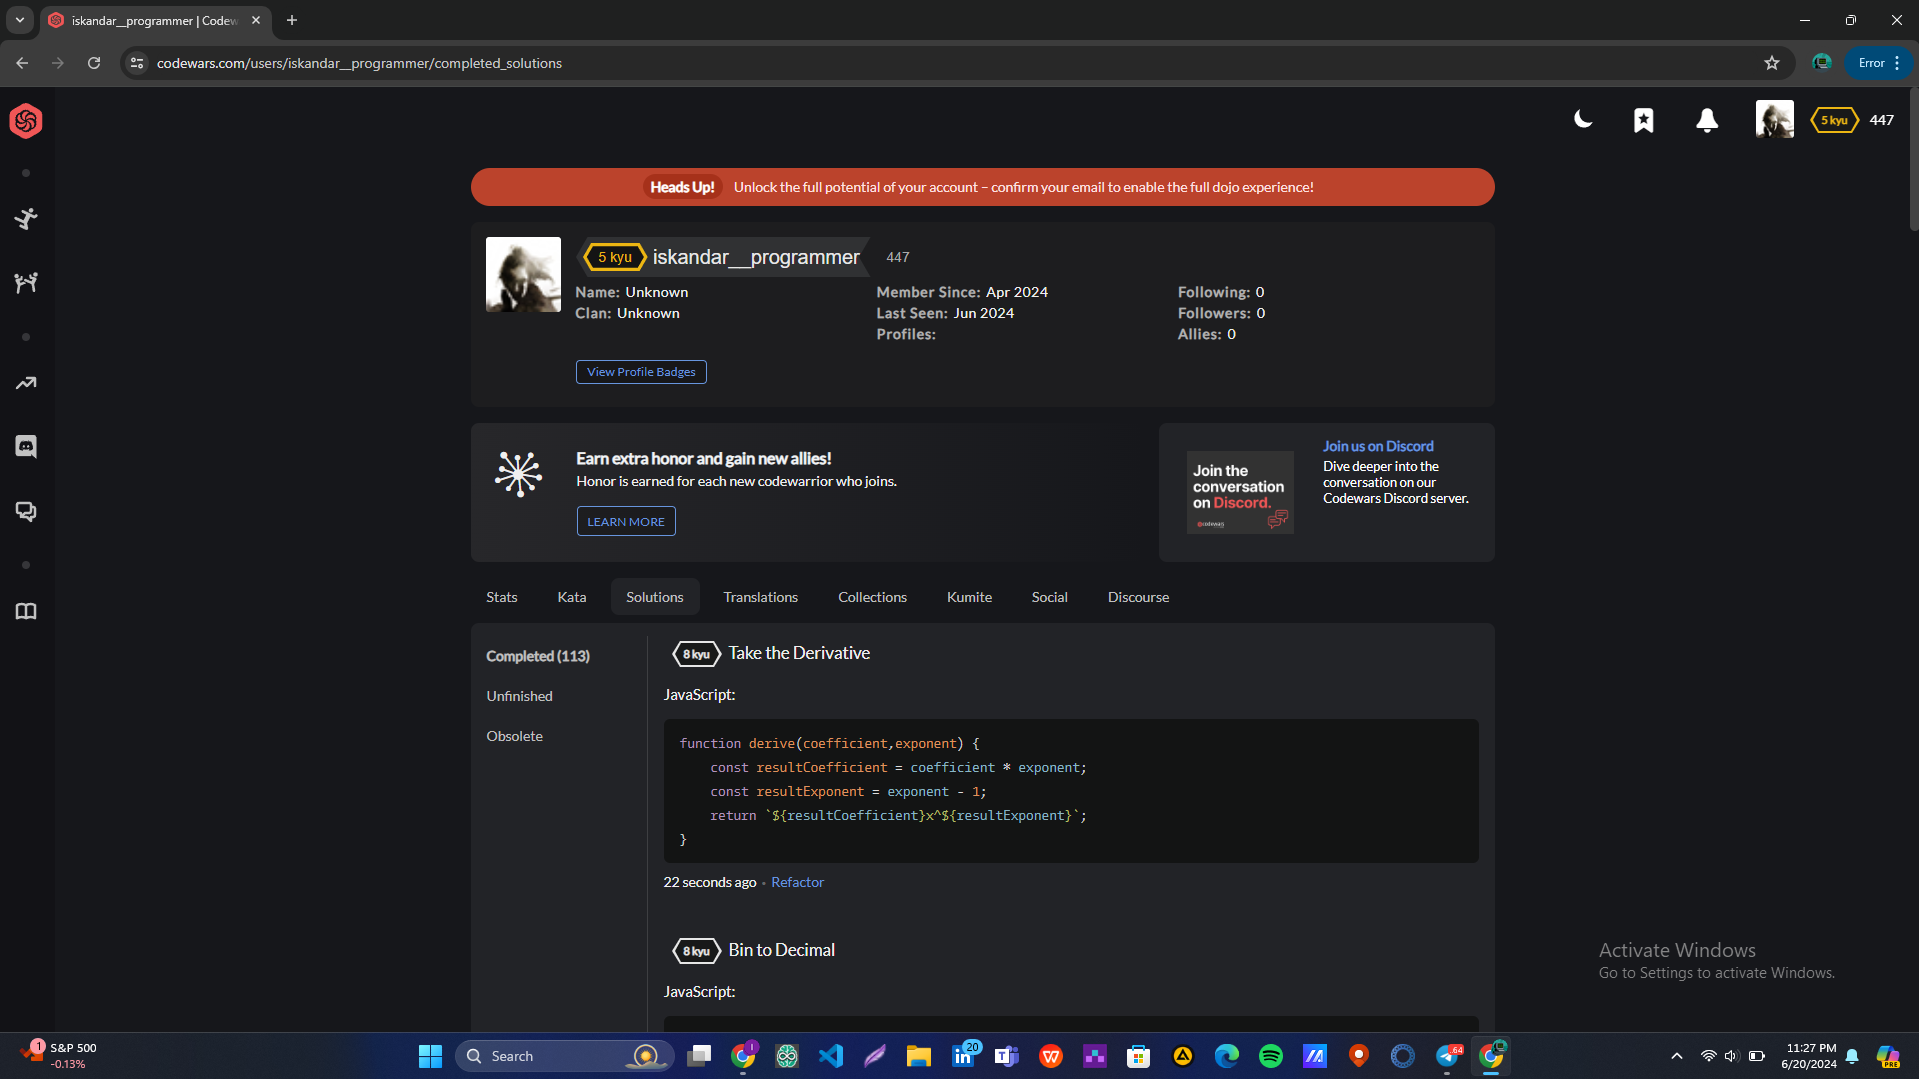 iskandar__programmer | Codew
codewars.com/users/iskandar__programmer/completed_solutions
Error
5 kyu
447
Heads Up! Unlock the full potential of your account – confirm your email to enable the full dojo experience!
5 kyu iskandar__programmer 447
Name: Unknown
Clan: Unknown
Member Since: Apr 2024
Last Seen: Jun 2024
Profiles:
Following: 0
Followers: 0
Allies: 0
View Profile Badges
Earn extra honor and gain new allies!
Honor is earned for each new codewarrior who joins.
LEARN MORE
Join the
conversation
on Discord.
codewars
Join us on Discord
Dive deeper into the
conversation on our
Codewars Discord server.
Stats Kata Solutions Translations Collections Kumite Social Discourse
Completed (113)
Unfinished
Obsolete
8 kyu Take the Derivative
JavaScript:
function derive(coefficient,exponent) {
    const resultCoefficient = coefficient * exponent;
    const resultExponent = exponent - 1;
    return `${resultCoefficient}x^${resultExponent}`;
}
22 seconds ago • Refactor
8 kyu Bin to Decimal
JavaScript:
Activate Windows
Go to Settings to activate Windows.
1
S&P 500
-0.13%
Search
20
64
11:27 PM
6/20/2024
PRE